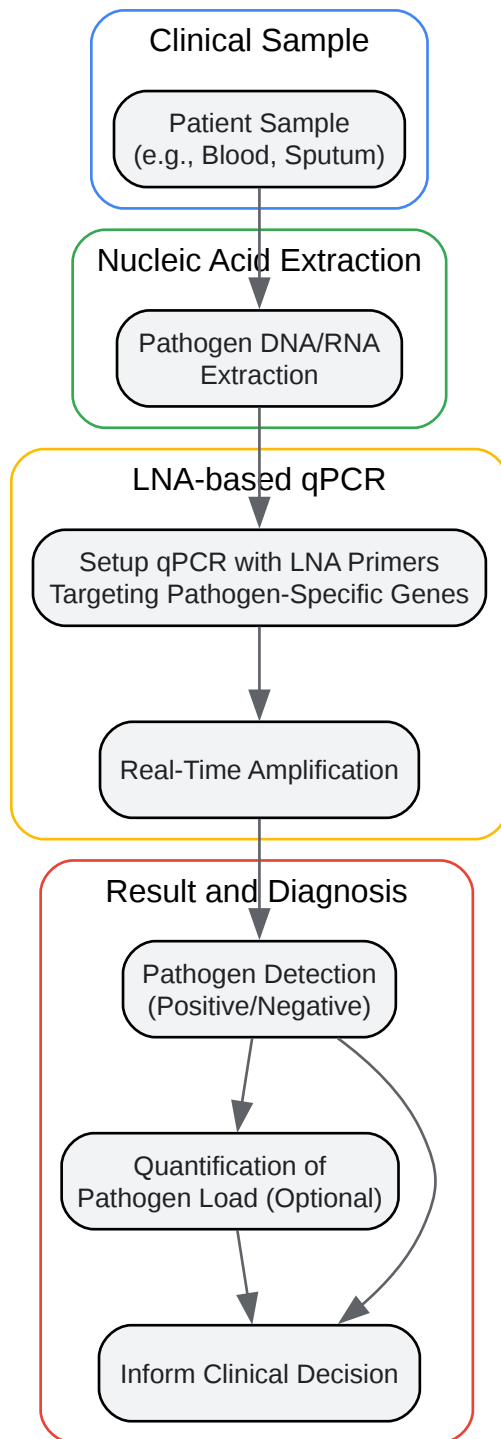 Clinical Sample
Patient Sample
(e.g., Blood, Sputum)
Nucleic Acid Extraction
Pathogen DNA/RNA
Extraction
LNA-based qPCR
Setup qPCR with LNA Primers
Targeting Pathogen-Specific Genes
Real-Time Amplification
Result and Diagnosis
Pathogen Detection
(Positive/Negative)
Quantification of
Pathogen Load (Optional)
Inform Clinical Decision